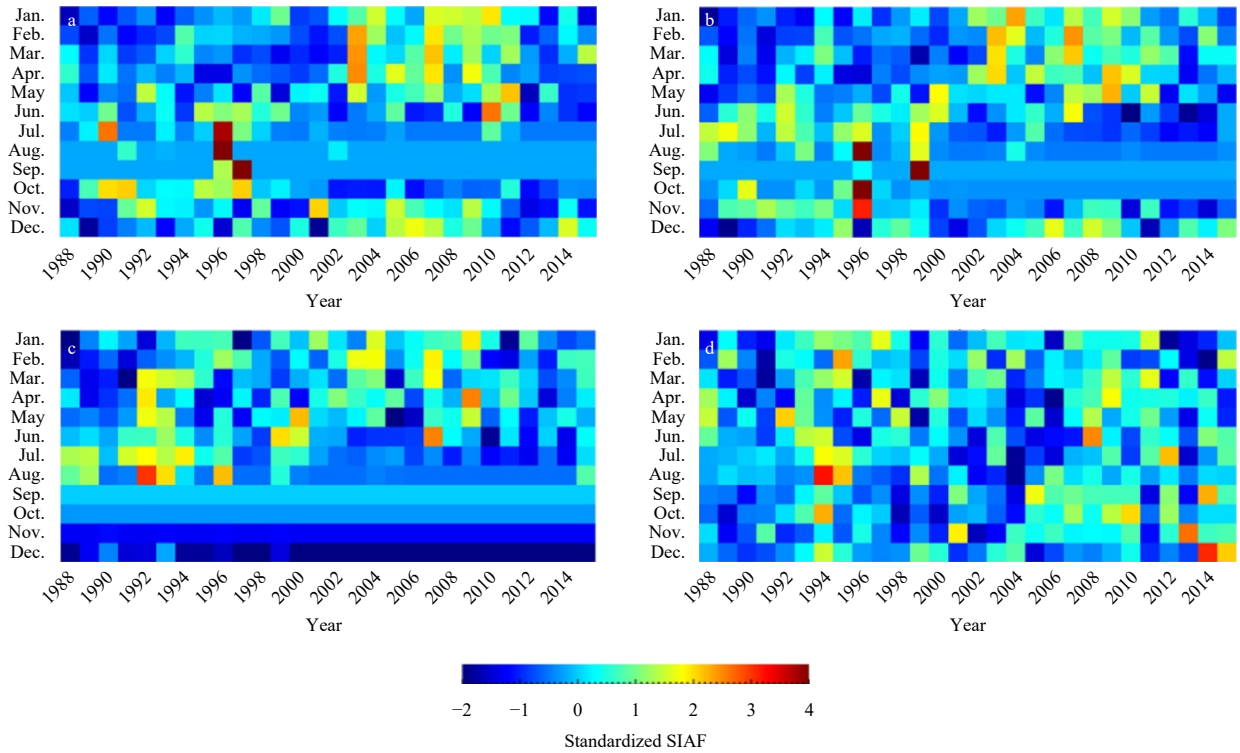 a
Jan.
Feb.
Mar.
Apr.
May
Jun.
Jul.
Aug.
Sep.
Oct.
Nov.
Dec.
1988 1990 1992 1994 1996 1998 2000 2002 2004 2006 2008 2010 2012 2014
Year
b
Jan.
Feb.
Mar.
Apr.
May
Jun.
Jul.
Aug.
Sep.
Oct.
Nov.
Dec.
1988 1990 1992 1994 1996 1998 2000 2002 2004 2006 2008 2010 2012 2014
Year
c
Jan.
Feb.
Mar.
Apr.
May
Jun.
Jul.
Aug.
Sep.
Oct.
Nov.
Dec.
1988 1990 1992 1994 1996 1998 2000 2002 2004 2006 2008 2010 2012 2014
Year
d
Jan.
Feb.
Mar.
Apr.
May
Jun.
Jul.
Aug.
Sep.
Oct.
Nov.
Dec.
1988 1990 1992 1994 1996 1998 2000 2002 2004 2006 2008 2010 2012 2014
Year
−2 −1 0 1 2 3 4
Standardized SIAF